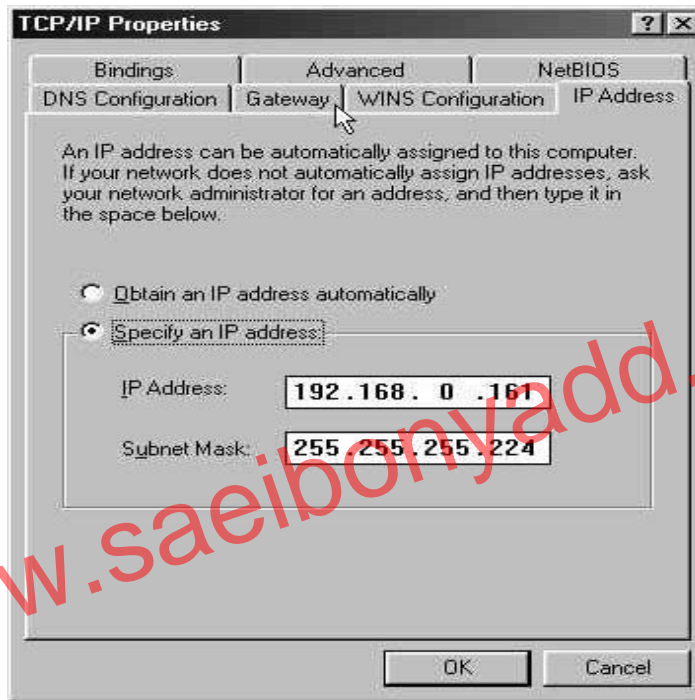 TCP/IP Properties
? ×
Bindings Advanced NetBIOS
DNS Configuration Gateway WINS Configuration IP Address
An IP address can be automatically assigned to this computer.
If your network does not automatically assign IP addresses, ask
your network administrator for an address, and then type it in
the space below.
Obtain an IP address automatically
Specify an IP address:
IP Address: 192.168. 0 .161
Subnet Mask: 255.255.255.224
OK Cancel
w.saeibonyadd.